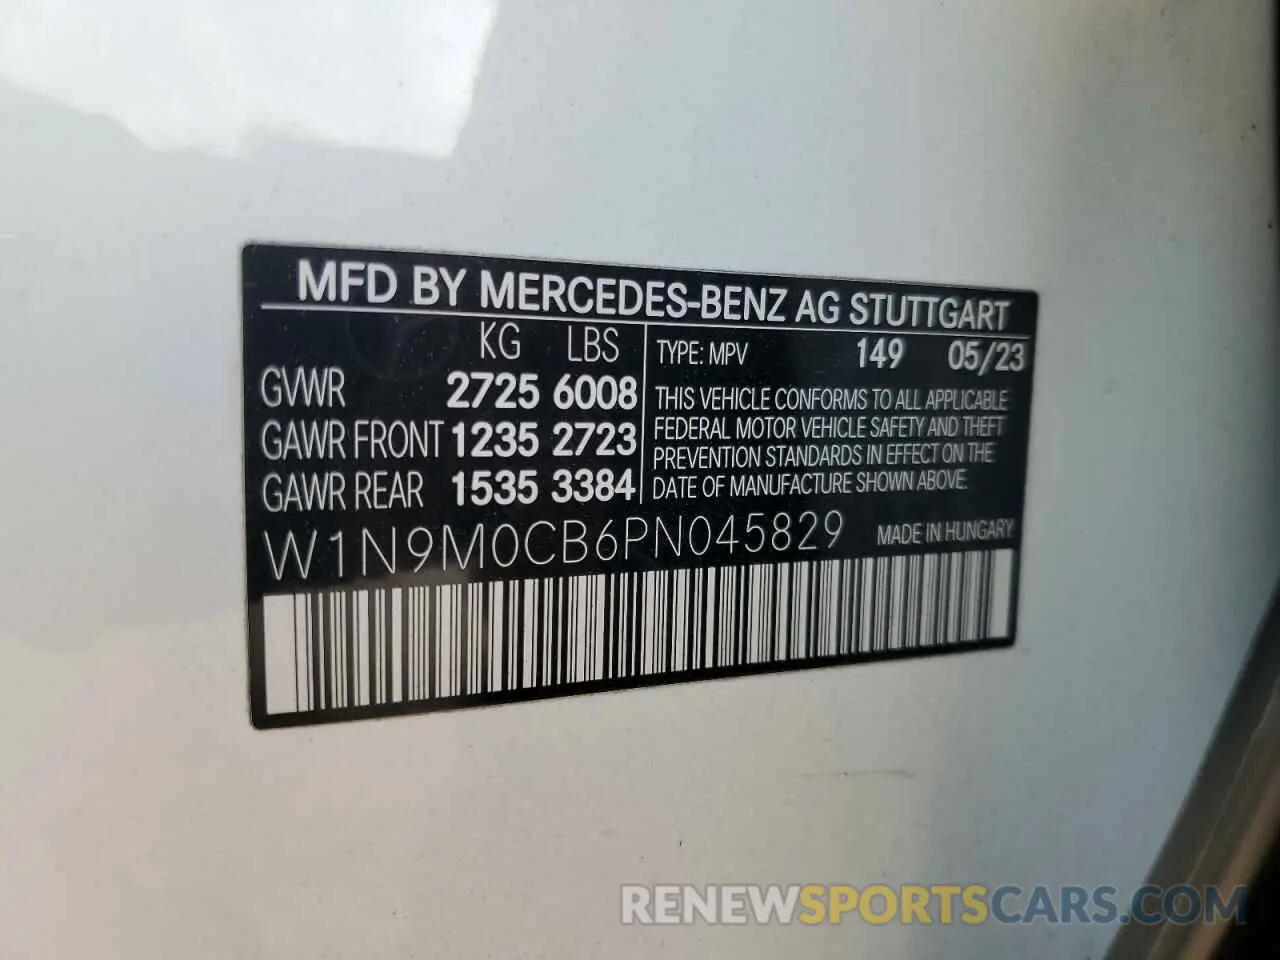 MFD BY MERCEDES-BENZ AG STUTTGART
KG LBS
GVWR 2725 6008
GAWR FRONT 1235 2723
GAWR REAR 1535 3384
TYPE: MPV 149 05/23
THIS VEHICLE CONFORMS TO ALL APPLICABLE
FEDERAL MOTOR VEHICLE SAFETY AND THEFT
PREVENTION STANDARDS IN EFFECT ON THE
DATE OF MANUFACTURE SHOWN ABOVE.
W1N9M0CB6PN045829 MADE IN HUNGARY
RENEWSPORTSCARS.COM